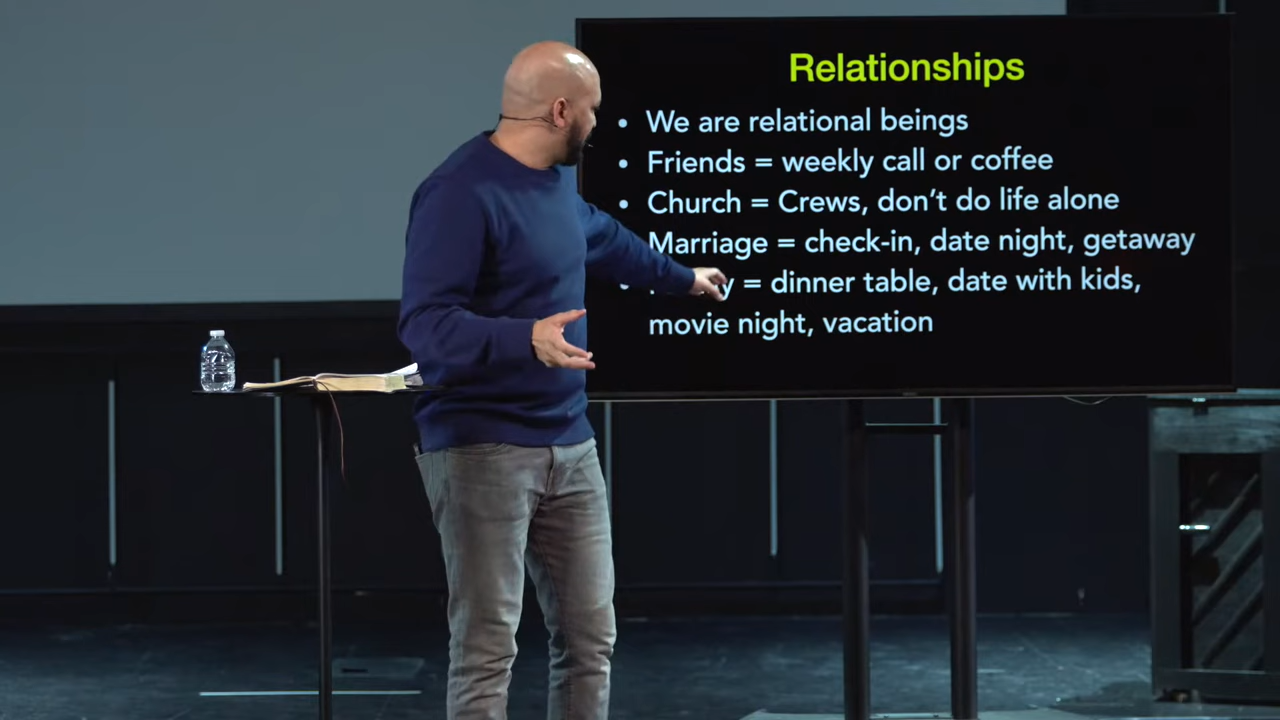 Relationships
• We are relational beings
• Friends = weekly call or coffee
• Church = Crews, don't do life alone
Marriage = check-in, date night, getaway
• = dinner table, date with kids,
movie night, vacation